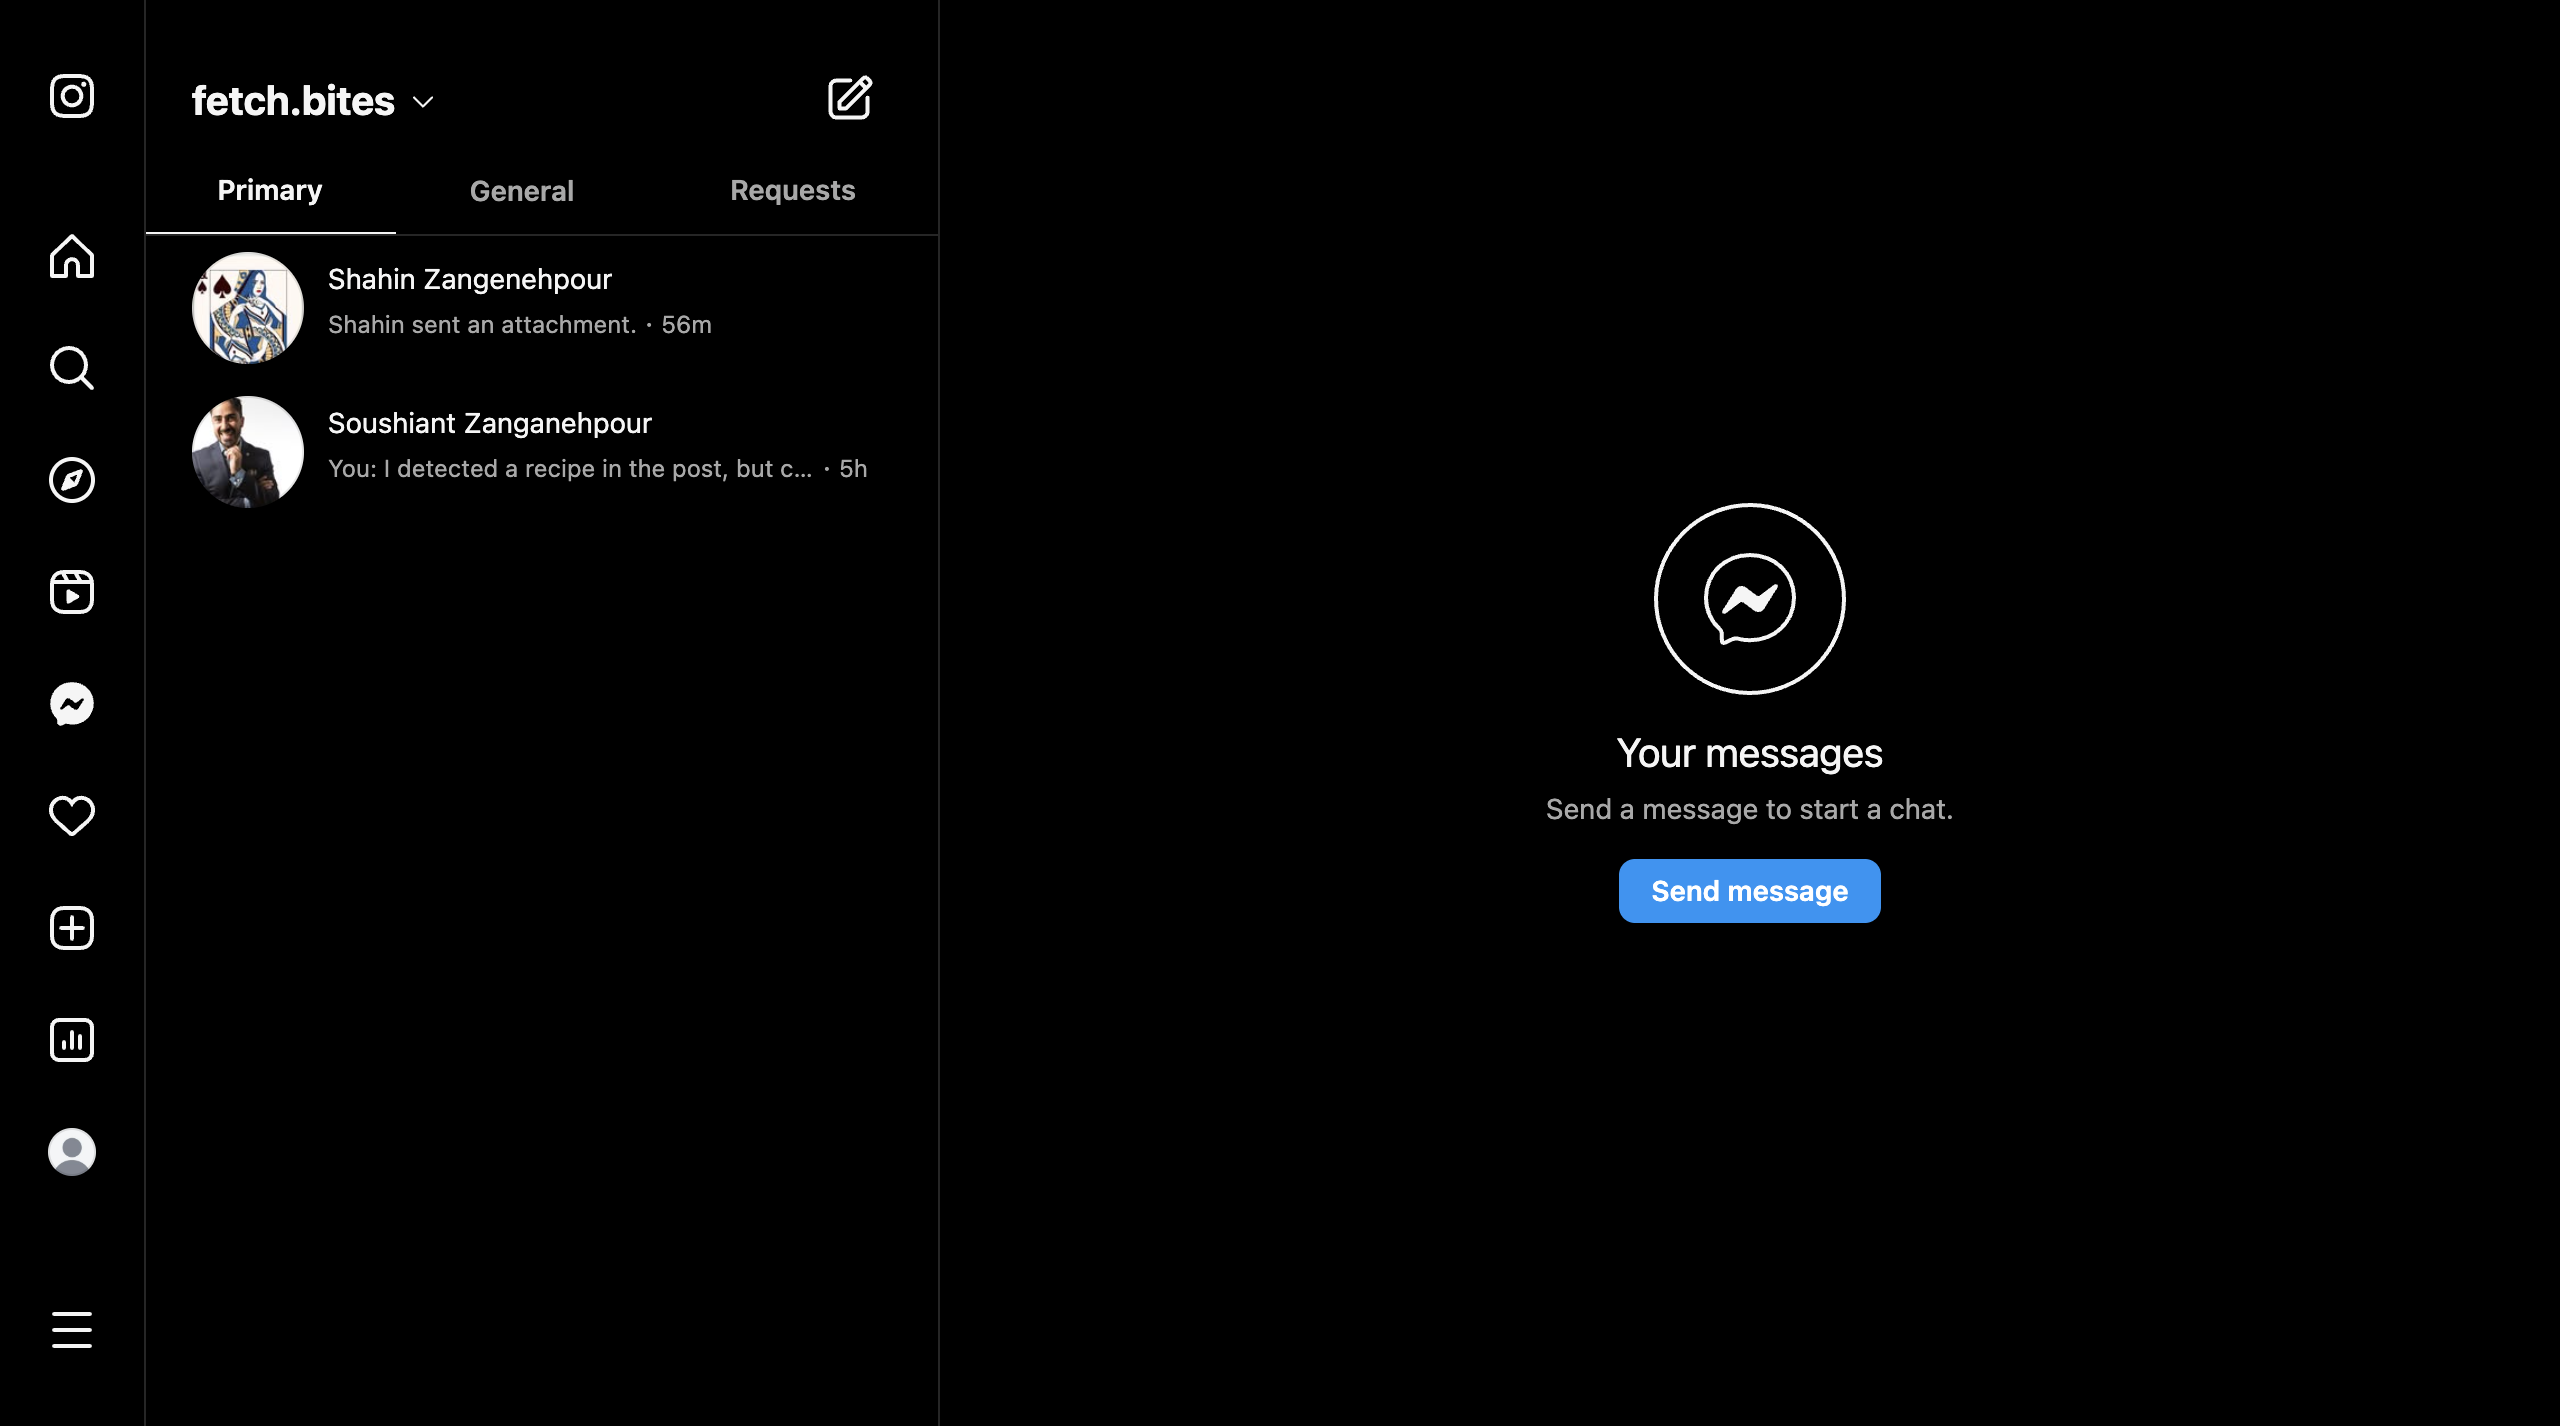 fetch.bites
Primary
General
Requests
Shahin Zangenehpour
Shahin sent an attachment. · 56m
Soushiant Zanganehpour
You: I detected a recipe in the post, but c... · 5h
Your messages
Send a message to start a chat.
Send message